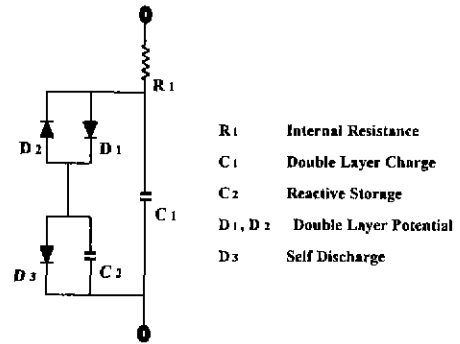 R1
D2
D1
C1
D3
C2
R1 Internal Resistance
C1 Double Layer Charge
C2 Reactive Storage
D1, D2 Double Layer Potential
D3 Self Discharge